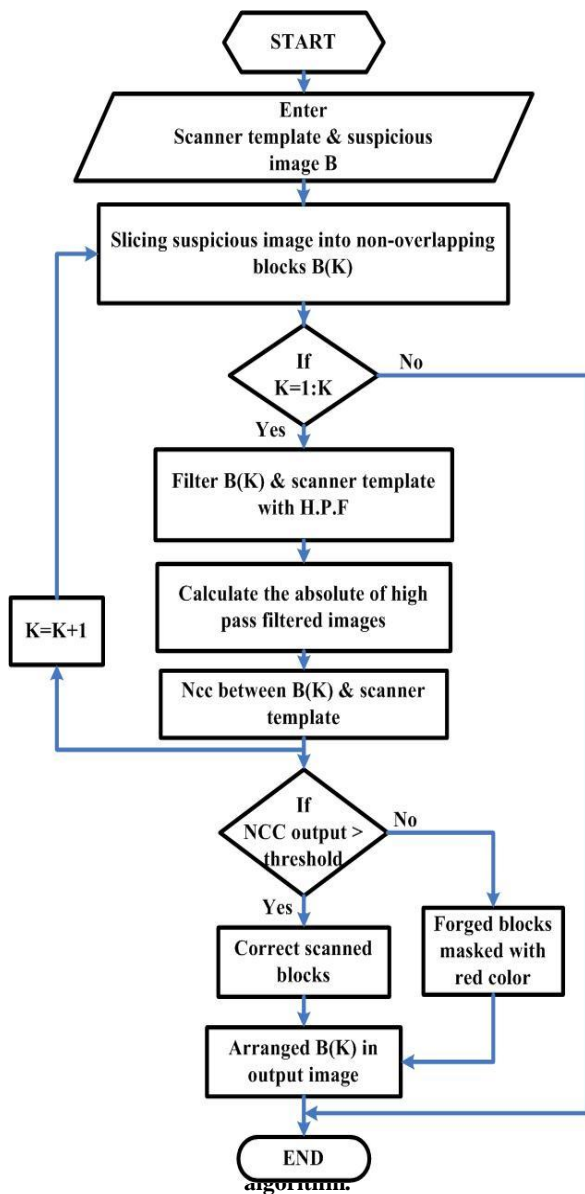 START
Enter
Scanner template & suspicious
image B
Slicing suspicious image into non-overlapping
blocks B(K)
If
K=1:K
No
Yes
Filter B(K) & scanner template
with H.P.F
Calculate the absolute of high
pass filtered images
K=K+1
Ncc between B(K) & scanner
template
If
NCC output >
threshold
No
Yes
Correct scanned
blocks
Forged blocks
masked with
red color
Arranged B(K) in
output image
END
algorithm.